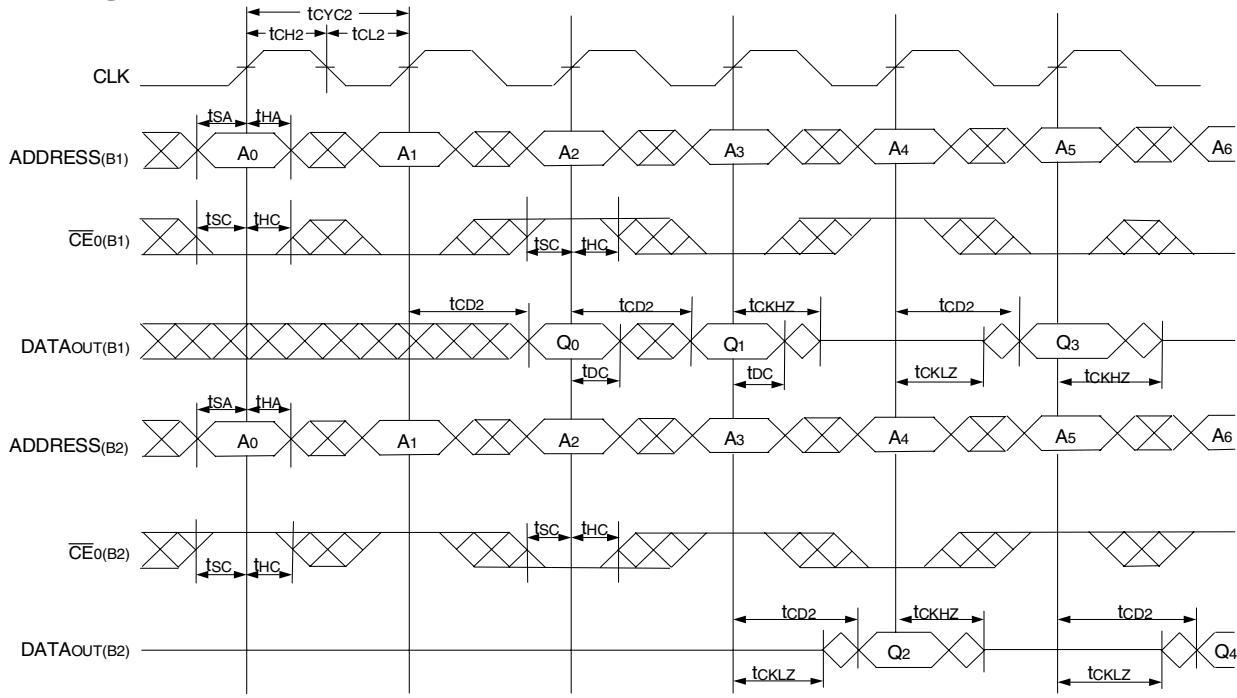 tCYC2
tCH2 tCL2
CLK
tSA tHA
ADDRESS(B1) A0 A1 A2 A3 A4 A5 A6
tSC tHC
CE0(B1)
tSC tHC
tCD2 tCD2 tCKHZ tCD2
DATAOUT(B1) Q0 Q1 Q3
tDC tDC tCKLZ tCKHZ
tSA tHA
ADDRESS(B2) A0 A1 A2 A3 A4 A5 A6
tSC tHC
CE0(B2)
tSC tHC
tCD2 tCKHZ tCD2
DATAOUT(B2) Q2 Q4
tCKLZ tCKLZ